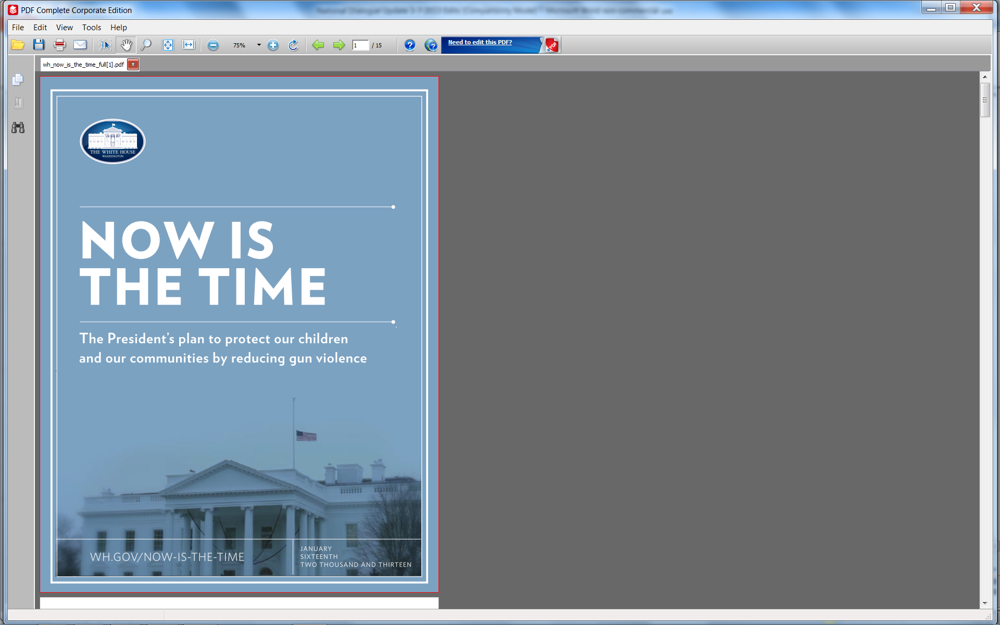 PDF Complete Corporate Edition
File Edit View Tools Help
75%
1 / 15
Need to edit this PDF?
PDF
wh_now_is_the_time_full[1].pdf x
THE WHITE HOUSE
WASHINGTON
NOW IS
THE TIME
The President’s plan to protect our children
and our communities by reducing gun violence
WH.GOV/NOW-IS-THE-TIME
JANUARY
SIXTEENTH
TWO THOUSAND AND THIRTEEN